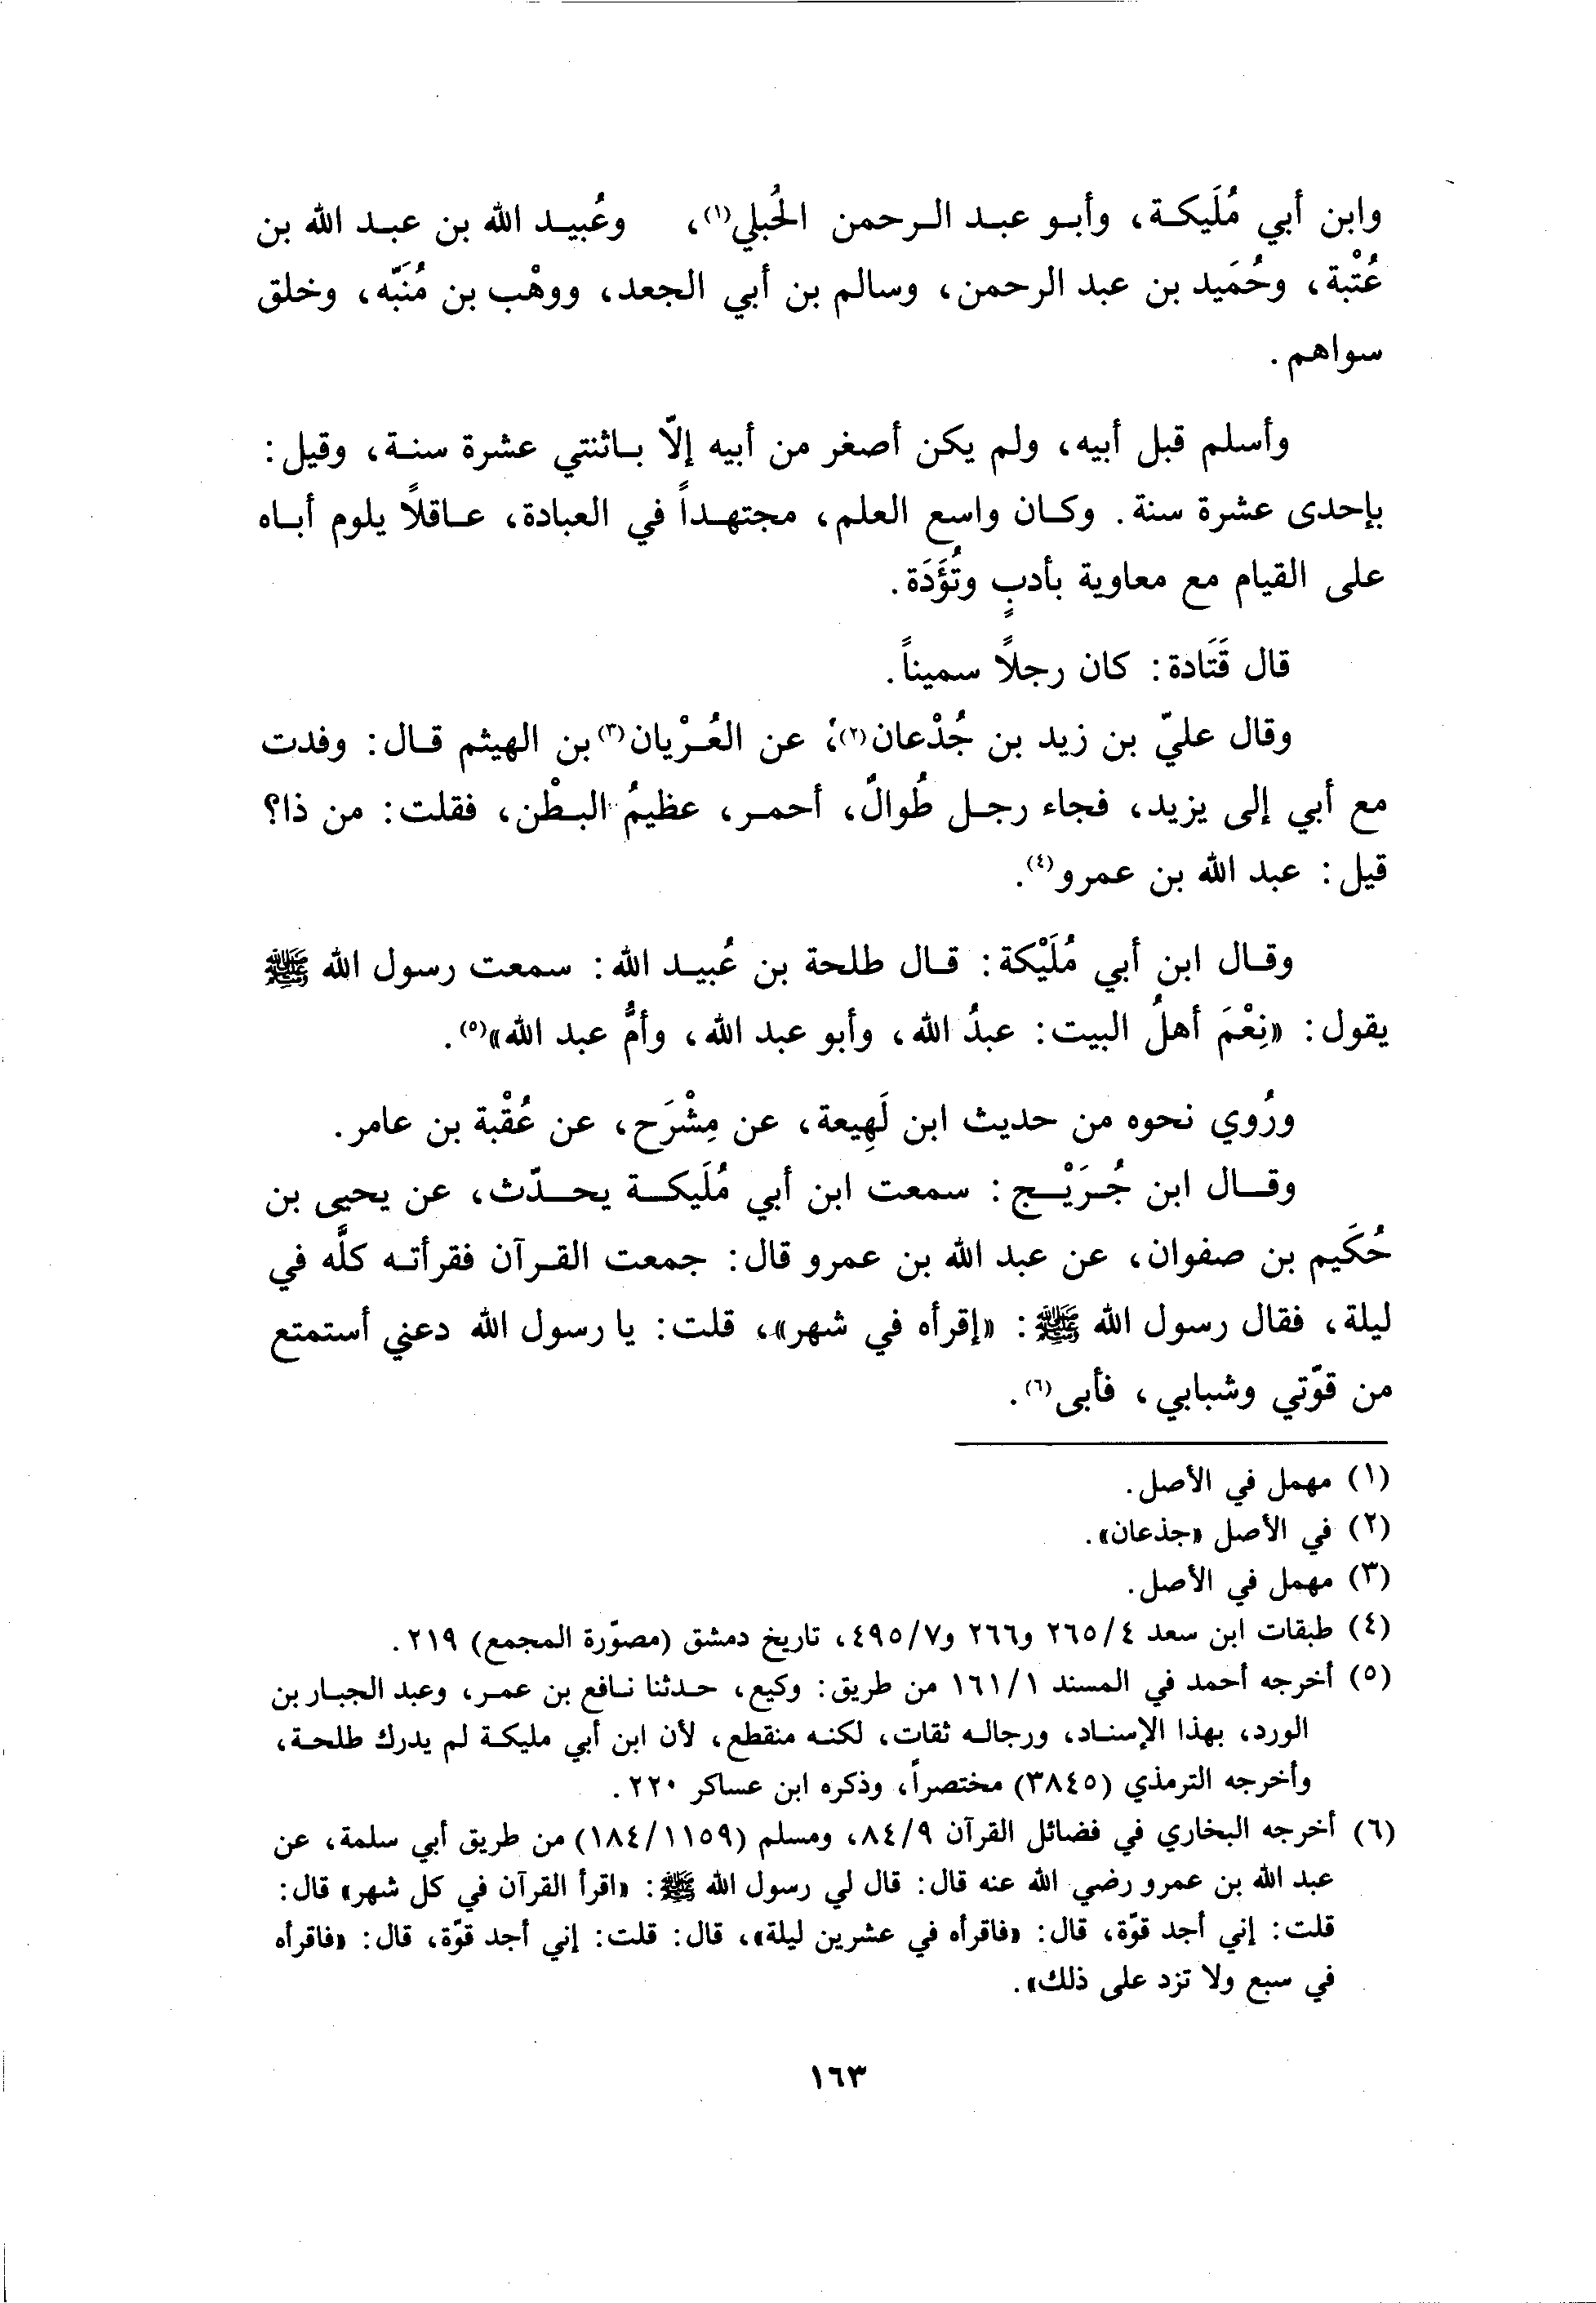 وابن أبي مُلَيكة، وأبو عبد الرحمن الحُبلي(١)، وعُبيد الله بن عبد الله بن
عُتْبة، وحُمَيد بن عبد الرحمن، وسالم بن أبي الجعد، ووهْب بن مُنَبّه، وخلق
سواهم.
وأسلم قبل أبيه، ولم يكن أصغر من أبيه إلاّ باثنتي عشرة سنة، وقيل:
بإحدى عشرة سنة. وكان واسع العلم، مجتهداً في العبادة، عاقلاً يلوم أباه
على القيام مع معاوية بأدبٍ وتُؤَدَة.
قال قَتَادة: كان رجلاً سميناً.
وقال عليّ بن زيد بن جُدْعان(٢)، عن العُرْيان(٣) بن الهيثم قال: وفدت
مع أبي إلى يزيد، فجاء رجل طُوالٌ، أحمر، عظيمُ البطْن، فقلت: من ذا؟
قيل: عبد الله بن عمرو(٤).
وقال ابن أبي مُلَيْكة: قال طلحة بن عُبيد الله: سمعت رسول الله ﷺ
يقول: «نِعْمَ أهلُ البيت: عبدُ الله، وأبو عبد الله، وأمُّ عبد الله»(٥).
ورُوي نحوه من حديث ابن لَهِيعة، عن مِشْرَح، عن عُقْبة بن عامر.
وقال ابن جُرَيْج: سمعت ابن أبي مُلَيكة يحدّث، عن يحيى بن
حُكَيم بن صفوان، عن عبد الله بن عمرو قال: جمعت القرآن فقرأته كلَّه في
ليلة، فقال رسول الله ﷺ: «إقرأه في شهر»، قلت: يا رسول الله دعني أستمتع
من قوّتي وشبابي، فأبى(٦).
(١) مهمل في الأصل.
(٢) في الأصل «جذعان».
(٣) مهمل في الأصل.
(٤) طبقات ابن سعد ٢٦٥/٤ و٢٦٦ و٤٩٥/٧، تاريخ دمشق (مصوّرة المجمع) ٢١٩.
(٥) أخرجه أحمد في المسند ١٦١/١ من طريق: وكيع، حدثنا نافع بن عمر، وعبد الجبار بن
الورد، بهذا الإسناد، ورجاله ثقات، لكنه منقطع، لأن ابن أبي مليكة لم يدرك طلحة،
وأخرجه الترمذي (٣٨٤٥) مختصراً، وذكره ابن عساكر ٢٢٠.
(٦) أخرجه البخاري في فضائل القرآن ٨٤/٩، ومسلم (١٨٤/١١٥٩) من طريق أبي سلمة، عن
عبد الله بن عمرو رضي الله عنه قال: قال لي رسول الله ﷺ: «اقرأ القرآن في كل شهر» قال:
قلت: إني أجد قوّة، قال: «فاقرأه في عشرين ليلة»، قال: قلت: إني أجد قوّة، قال: «فاقرأه
في سبع ولا تزد على ذلك».
١٦٣